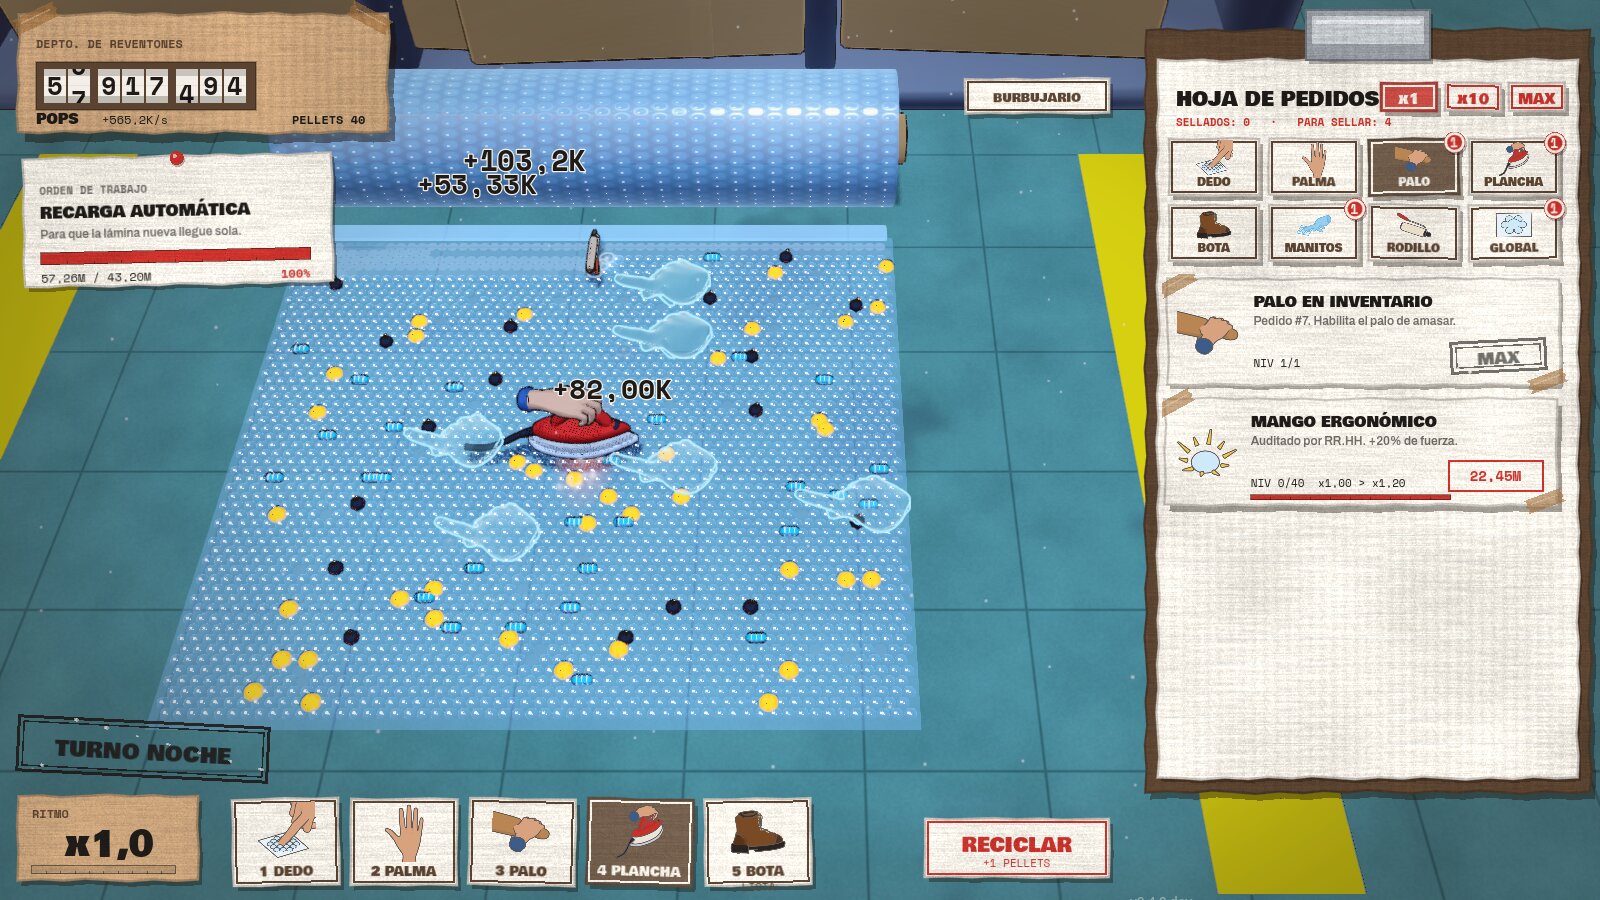 DEPTO. DE REVENTONES
POPS +565,2K/s PELLETS 40
ORDEN DE TRABAJO
RECARGA AUTOMÁTICA
Para que la lámina nueva llegue sola.
57,26M / 43,20M 100%
+103,2K
+53,33K
+82,00K
BURBUJARIO
HOJA DE PEDIDOS x1 x10 MAX
SELLADOS: 0 · PARA SELLAR: 4
DEDO PALMA PALO 1 PLANCHA 1
BOTA MANITOS 1 RODILLO GLOBAL 1
PALO EN INVENTARIO
Pedido #7. Habilita el palo de amasar.
NIV 1/1 MAX
MANGO ERGONÓMICO
Auditado por RR.HH. +20% de fuerza.
NIV 0/40 x1,00 > x1,20 22,45M
TURNO NOCHE
RITMO
x1,0
1 DEDO 2 PALMA 3 PALO 4 PLANCHA 5 BOTA
RECICLAR
+1 PELLETS